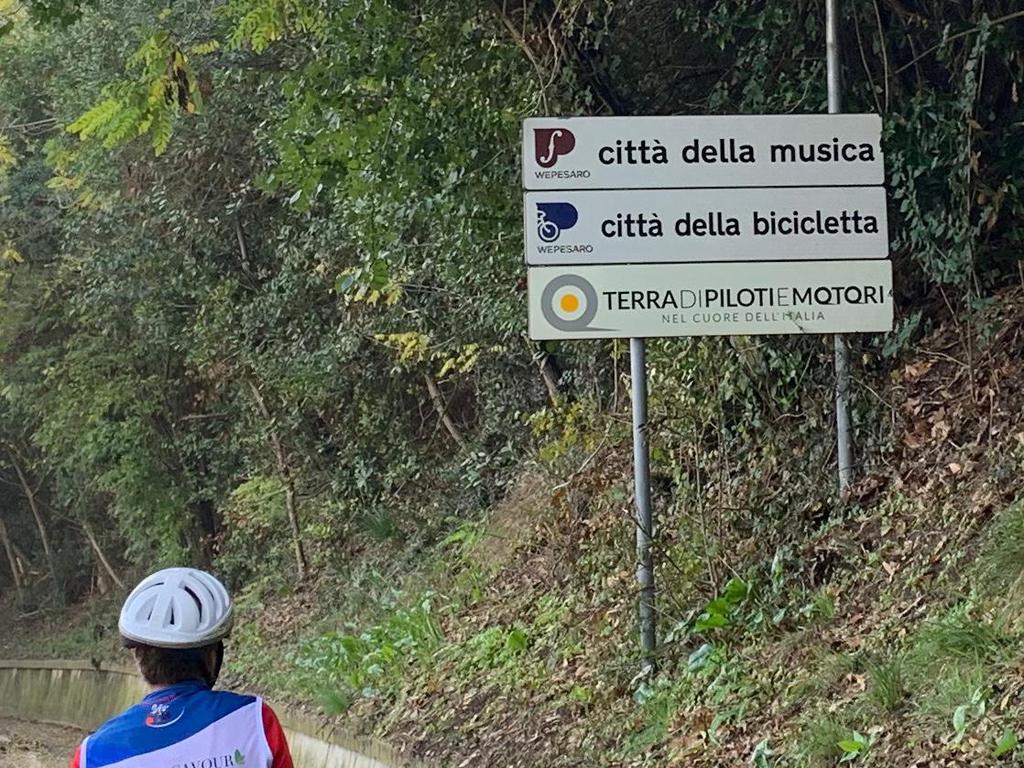 città della musica
WEPESARO
città della bicicletta
WEPESARO
TERRADIPILOTIEMOTORI
NEL CUORE DELL'ITALIA